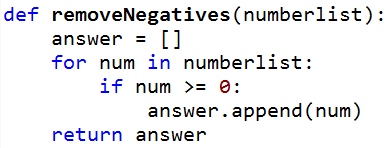 def removeNegatives(numberlist):
    answer = []
    for num in numberlist:
        if num >= 0:
            answer.append(num)
    return answer